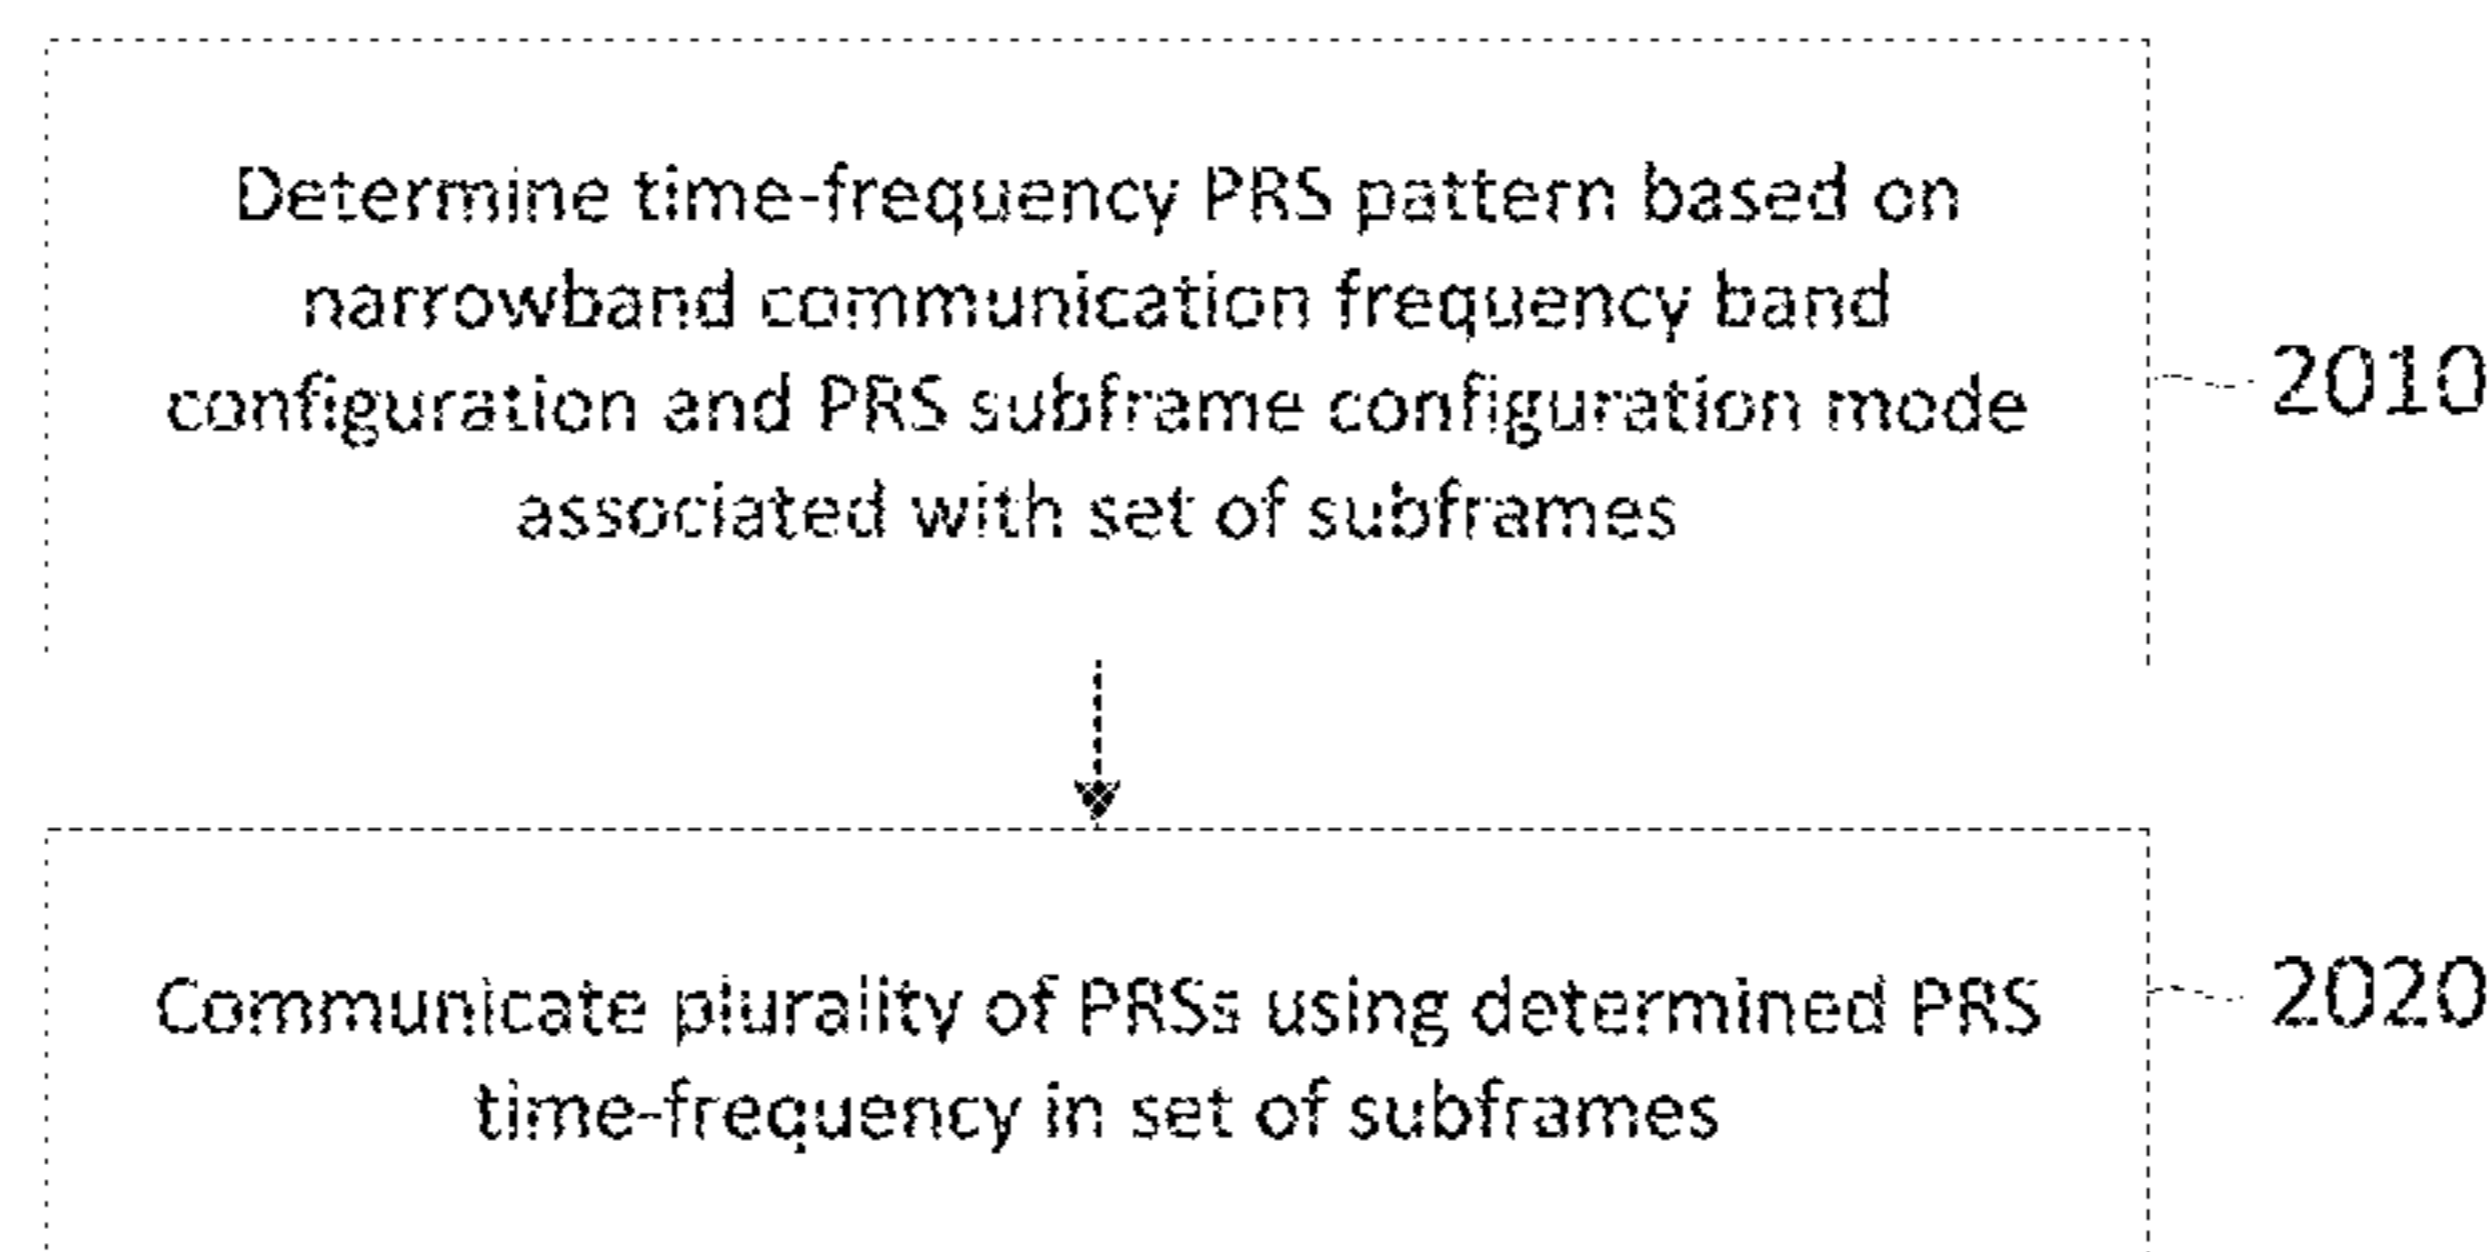 Determine time-frequency PRS pattern based on
narrowband communication frequency band
configuration and PRS subframe configuration mode
associated with set of subframes
2010
Communicate plurality of PRSs using determined PRS
time-frequency in set of subframes
2020